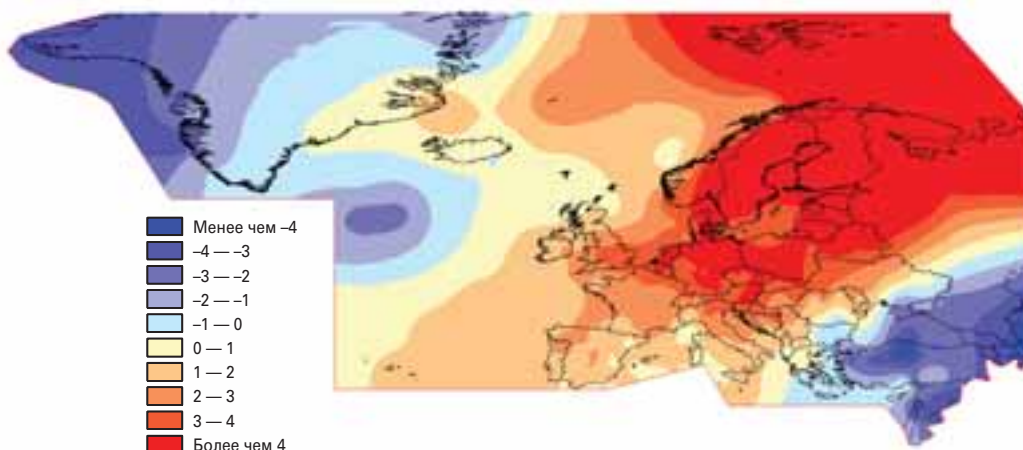 Менее чем –4
–4 — –3
–3 — –2
–2 — –1
–1 — 0
0 — 1
1 — 2
2 — 3
3 — 4
Более чем 4